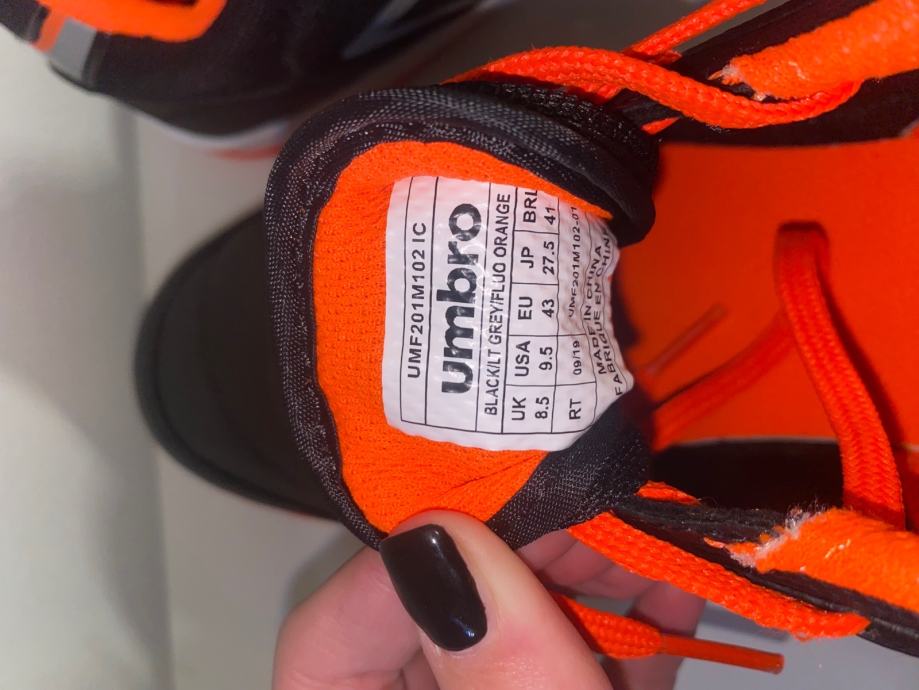 UMF201M102 IC
umbro
BLACK/LT GREY/FLUO ORANGE
UK USA EU JP BRL
8.5 9.5 43 27.5 41
RT 09/19 UMF201M102-01
MADE IN CHINA
FABRIQUE EN CHINE